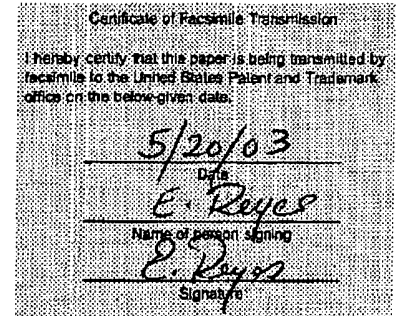 Certificate of Facsimile Transmission
I hereby certify that this paper is being transmitted by
facsimile to the United States Patent and Trademark
office on the below-given date.
5/20/03
Date
E. Reyes
Name of person signing
E. Reyes
Signature